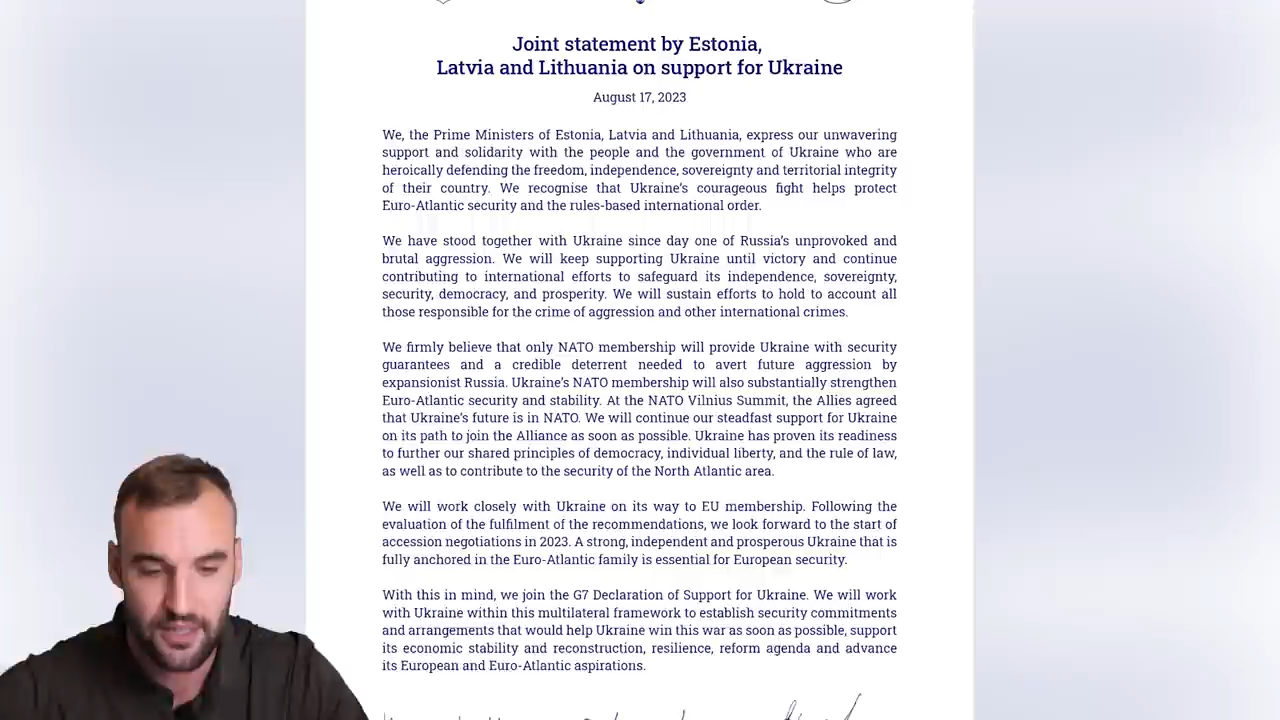 Joint statement by Estonia,
Latvia and Lithuania on support for Ukraine
August 17, 2023
We, the Prime Ministers of Estonia, Latvia and Lithuania, express our unwavering
support and solidarity with the people and the government of Ukraine who are
heroically defending the freedom, independence, sovereignty and territorial integrity
of their country. We recognise that Ukraine's courageous fight helps protect
Euro-Atlantic security and the rules-based international order.
We have stood together with Ukraine since day one of Russia's unprovoked and
brutal aggression. We will keep supporting Ukraine until victory and continue
contributing to international efforts to safeguard its independence, sovereignty,
security, democracy, and prosperity. We will sustain efforts to hold to account all
those responsible for the crime of aggression and other international crimes.
We firmly believe that only NATO membership will provide Ukraine with security
guarantees and a credible deterrent needed to avert future aggression by
expansionist Russia. Ukraine's NATO membership will also substantially strengthen
Euro-Atlantic security and stability. At the NATO Vilnius Summit, the Allies agreed
that Ukraine's future is in NATO. We will continue our steadfast support for Ukraine
on its path to join the Alliance as soon as possible. Ukraine has proven its readiness
to further our shared principles of democracy, individual liberty, and the rule of law,
as well as to contribute to the security of the North Atlantic area.
We will work closely with Ukraine on its way to EU membership. Following the
evaluation of the fulfilment of the recommendations, we look forward to the start of
accession negotiations in 2023. A strong, independent and prosperous Ukraine that is
fully anchored in the Euro-Atlantic family is essential for European security.
With this in mind, we join the G7 Declaration of Support for Ukraine. We will work
with Ukraine within this multilateral framework to establish security commitments
and arrangements that would help Ukraine win this war as soon as possible, support
its economic stability and reconstruction, resilience, reform agenda and advance
its European and Euro-Atlantic aspirations.